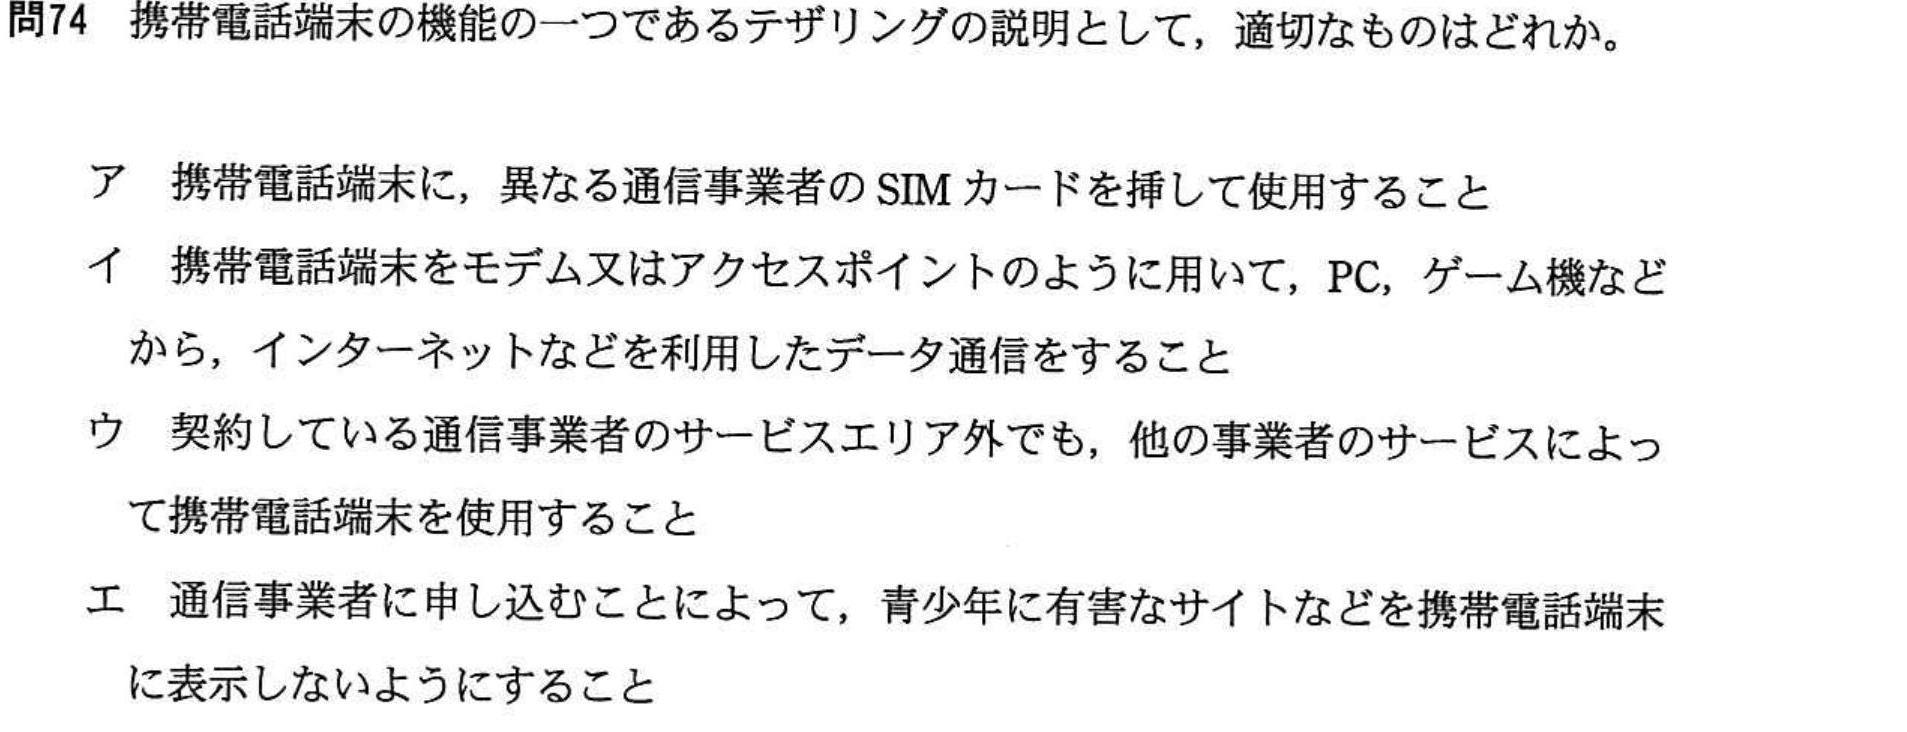 問74 携帯電話端末の機能の一つであるテザリングの説明として，適切なものはどれか。
ア 携帯電話端末に，異なる通信事業者の SIM カードを挿して使用すること
イ 携帯電話端末をモデム又はアクセスポイントのように用いて，PC，ゲーム機など
から，インターネットなどを利用したデータ通信をすること
ウ 契約している通信事業者のサービスエリア外でも，他の事業者のサービスによっ
て携帯電話端末を使用すること
エ 通信事業者に申し込むことによって，青少年に有害なサイトなどを携帯電話端末
に表示しないようにすること